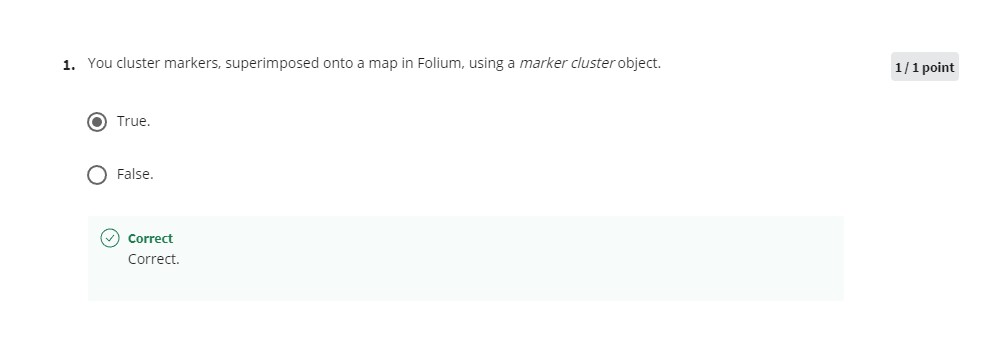 1. You cluster markers, superimposed onto a map in Folium, using a marker cluster object.
1 / 1 point
True.
False.
Correct
Correct.